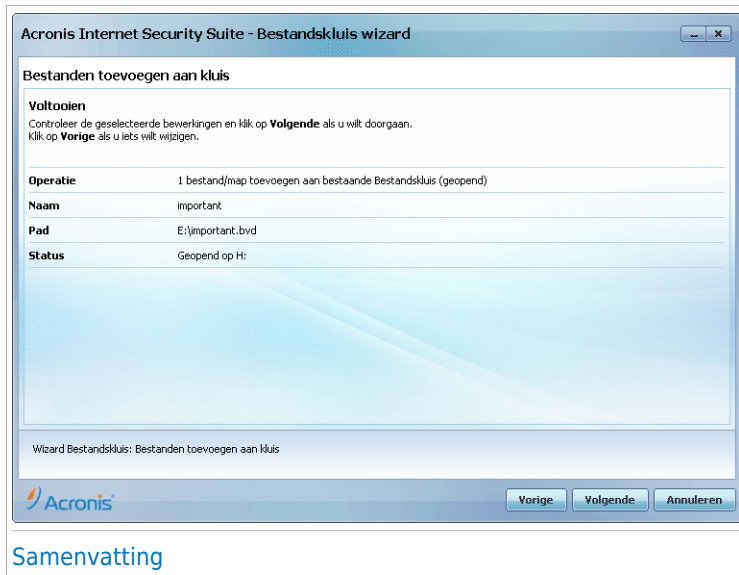 Acronis Internet Security Suite - Bestandskluis wizard
Bestanden toevoegen aan kluis
Voltooien
Controleer de geselecteerde bewerkingen en klik op Volgende als u wilt doorgaan.
Klik op Vorige als u iets wilt wijzigen.
Operatie 1 bestand/map toevoegen aan bestaande Bestandskluis (geopend)
Naam important
Pad E:\important.bvd
Status Geopend op H:
Wizard Bestandskluis: Bestanden toevoegen aan kluis
Acronis
Vorige Volgende Annuleren
Samenvatting